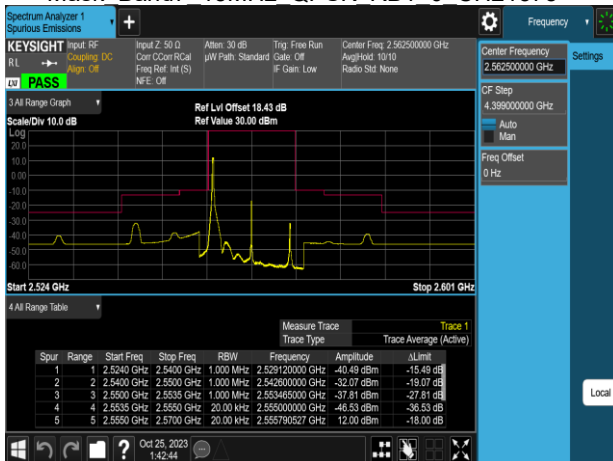 Spectrum Analyzer 1
Spurious Emissions
+
Frequency
KEYSIGHT
RL
PASS
Input: RF
Coupling: DC
Align: Off
Input Z: 50 Ω
Corr CCorr RCal
Freq Ref: Int (S)
NFE: Off
Atten: 30 dB
µW Path: Standard
Trig: Free Run
Gate: Off
IF Gain: Low
Center Freq: 2.562500000 GHz
Avg|Hold: 10/10
Radio Std: None
Center Frequency
2.562500000 GHz
Settings
CF Step
4.399000000 MHz
Auto
Man
Freq Offset
0 Hz
3 All Range Graph
Scale/Div 10.0 dB
Ref Lvl Offset 18.43 dB
Ref Value 30.00 dBm
Log
20.0
10.0
0.00
-10.0
-20.0
-30.0
-40.0
-50.0
-60.0
Start 2.524 GHz
Stop 2.601 GHz
4 All Range Table
Measure Trace Trace 1
Trace Type Trace Average (Active)
Spur Range Start Freq Stop Freq RBW Frequency Amplitude ΔLimit
1 1 2.5240 GHz 2.5400 GHz 1.000 MHz 2.529120000 GHz -40.49 dBm -15.49 dB
2 2 2.5400 GHz 2.5500 GHz 1.000 MHz 2.542600000 GHz -32.07 dBm -19.07 dB
3 3 2.5500 GHz 2.5535 GHz 1.000 MHz 2.553465000 GHz -37.81 dBm -27.81 dB
4 4 2.5535 GHz 2.5550 GHz 20.00 kHz 2.555000000 GHz -46.53 dBm -36.53 dB
5 5 2.5550 GHz 2.5700 GHz 20.00 kHz 2.555790527 GHz 12.00 dBm -18.00 dB
Local
?
Oct 25, 2023
1:42:44